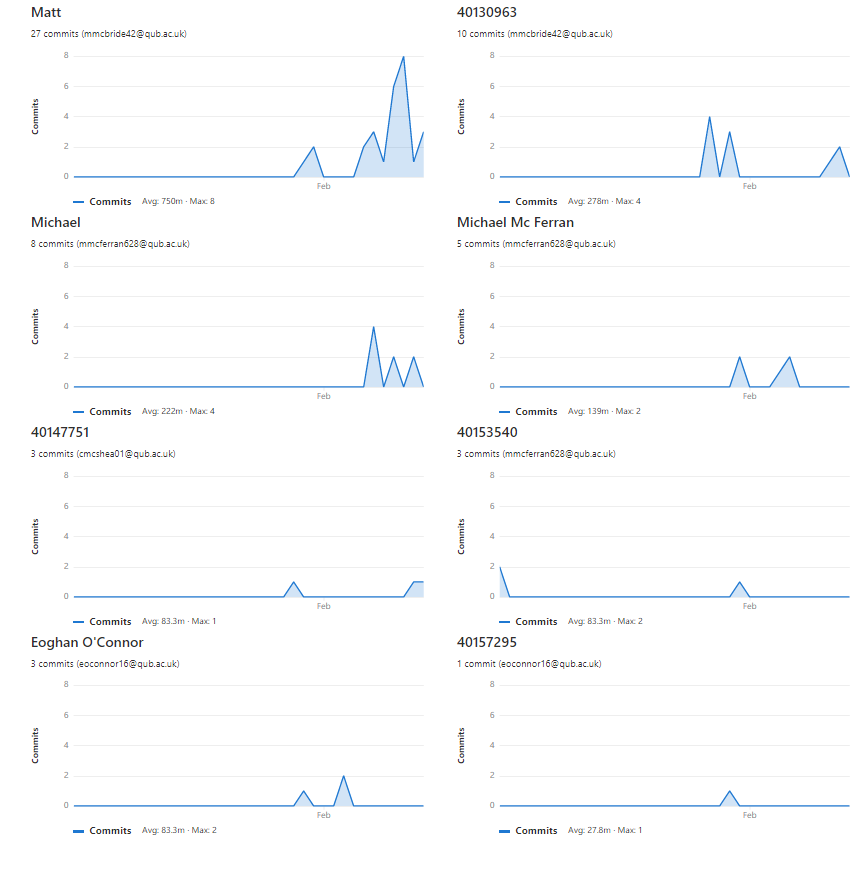 Matt
27 commits (mmcbride42@qub.ac.uk)
8
6
4
2
0
Commits
Feb
Commits Avg: 750m · Max: 8
40130963
10 commits (mmcbride42@qub.ac.uk)
8
6
4
2
0
Commits
Feb
Commits Avg: 278m · Max: 4
Michael
8 commits (mmcferran628@qub.ac.uk)
8
6
4
2
0
Commits
Feb
Commits Avg: 222m · Max: 4
Michael Mc Ferran
5 commits (mmcferran628@qub.ac.uk)
8
6
4
2
0
Commits
Feb
Commits Avg: 139m · Max: 2
40147751
3 commits (cmcshea01@qub.ac.uk)
8
6
4
2
0
Commits
Feb
Commits Avg: 83.3m · Max: 1
40153540
3 commits (mmcferran628@qub.ac.uk)
8
6
4
2
0
Commits
Feb
Commits Avg: 83.3m · Max: 2
Eoghan O'Connor
3 commits (eoconnor16@qub.ac.uk)
8
6
4
2
0
Commits
Feb
Commits Avg: 83.3m · Max: 2
40157295
1 commit (eoconnor16@qub.ac.uk)
8
6
4
2
0
Commits
Feb
Commits Avg: 27.8m · Max: 1